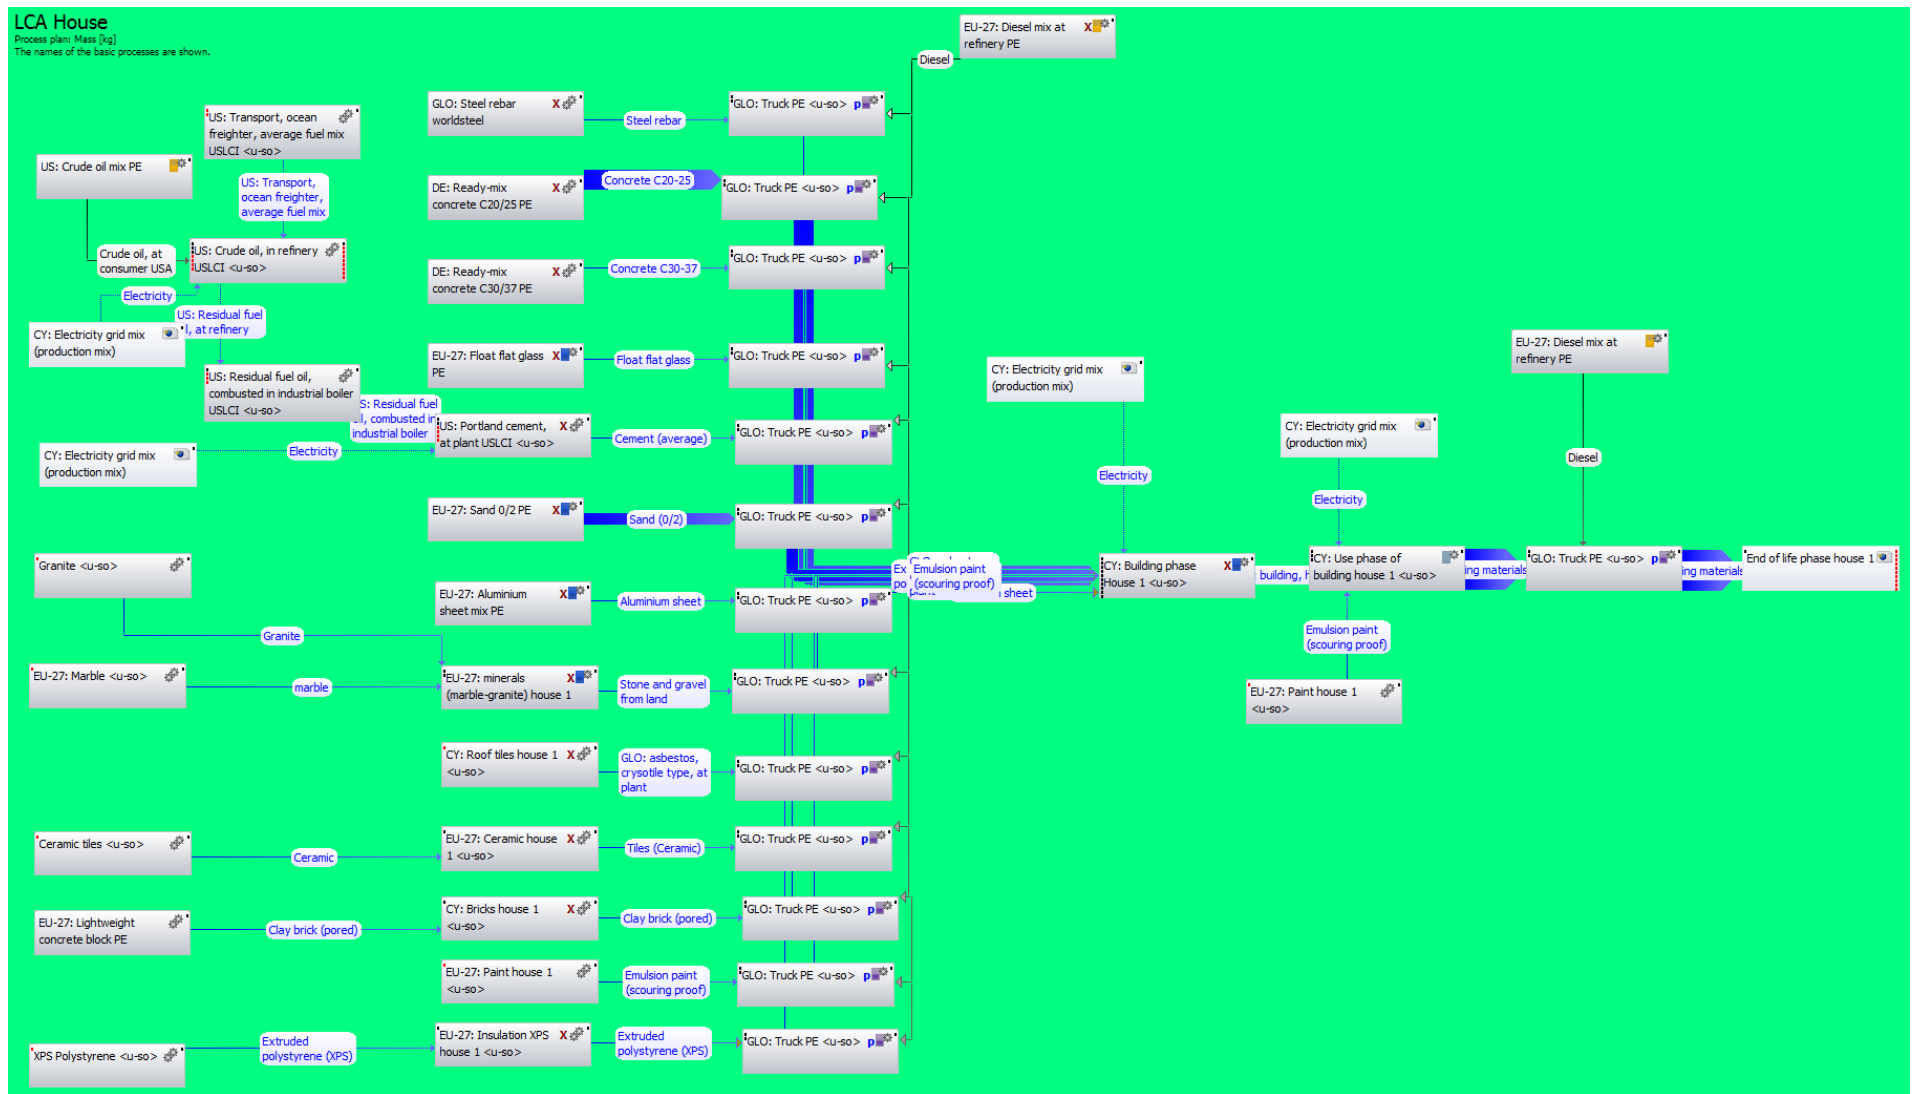 LCA House
Process plan: Mass [kg]
The names of the basic processes are shown.
EU-27: Diesel mix at
refinery PE
X
Diesel
GLO: Steel rebar
worldsteel
X
Steel rebar
GLO: Truck PE <u-so>
p
US: Transport, ocean
freighter, average fuel mix
USLCI <u-so>
US: Crude oil mix PE
US: Transport,
ocean freighter,
average fuel mix
DE: Ready-mix
concrete C20/25 PE
X
Concrete C20-25
GLO: Truck PE <u-so>
p
Crude oil, at
consumer USA
US: Crude oil, in refinery
USLCI <u-so>
DE: Ready-mix
concrete C30/37 PE
X
Concrete C30-37
GLO: Truck PE <u-so>
p
Electricity
US: Residual fuel
l, at refinery
CY: Electricity grid mix
(production mix)
EU-27: Float flat glass
PE
X
Float flat glass
GLO: Truck PE <u-so>
p
US: Residual fuel oil,
combusted in industrial boiler
USLCI <u-so>
S: Residual fuel
oil, combusted in
industrial boiler
US: Portland cement,
at plant USLCI <u-so>
X
Cement (average)
GLO: Truck PE <u-so>
p
CY: Electricity grid mix
(production mix)
Electricity
EU-27: Sand 0/2 PE
X
Sand (0/2)
GLO: Truck PE <u-so>
p
Granite <u-so>
EU-27: Aluminium
sheet mix PE
X
Aluminium sheet
GLO: Truck PE <u-so>
p
Granite
EU-27: Marble <u-so>
marble
EU-27: minerals
(marble-granite) house 1
X
Stone and gravel
from land
GLO: Truck PE <u-so>
p
CY: Roof tiles house 1
<u-so>
X
GLO: asbestos,
crysotile type, at
plant
GLO: Truck PE <u-so>
p
Ceramic tiles <u-so>
Ceramic
EU-27: Ceramic house
1 <u-so>
X
Tiles (Ceramic)
GLO: Truck PE <u-so>
p
EU-27: Lightweight
concrete block PE
Clay brick (pored)
CY: Bricks house 1
<u-so>
X
Clay brick (pored)
GLO: Truck PE <u-so>
p
EU-27: Paint house 1
<u-so>
Emulsion paint
(scouring proof)
GLO: Truck PE <u-so>
p
XPS Polystyrene <u-so>
Extruded
polystyrene (XPS)
EU-27: Insulation XPS
house 1 <u-so>
X
Extruded
polystyrene (XPS)
GLO: Truck PE <u-so>
p
CY: Electricity grid mix
(production mix)
Electricity
Emulsion paint
(scouring proof)
sheet
CY: Building phase
House 1 <u-so>
X
building, h
CY: Electricity grid mix
(production mix)
Electricity
CY: Use phase of
building house 1 <u-so>
Emulsion paint
(scouring proof)
EU-27: Paint house 1
<u-so>
EU-27: Diesel mix at
refinery PE
Diesel
ing materials
GLO: Truck PE <u-so>
p
ing materials
End of life phase house 1